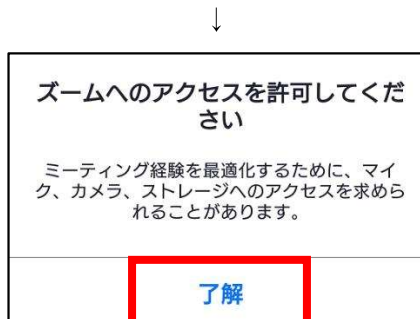 ↓
ズームへのアクセスを許可してくだ
さい
ミーティング経験を最適化するために、マイ
ク、カメラ、ストレージへのアクセスを求めら
れることがあります。
了解